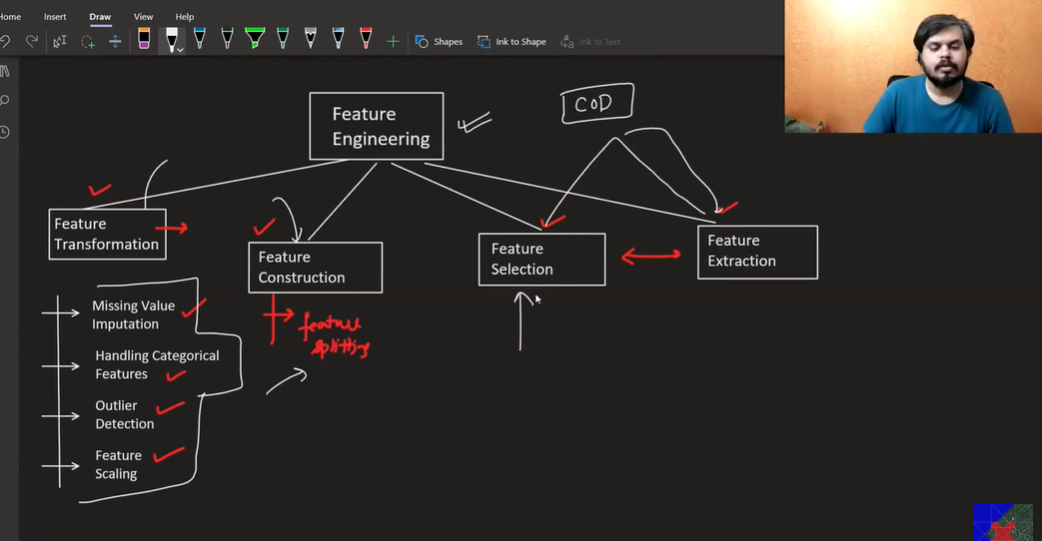 Home Insert Draw View Help
Shapes Ink to Shape Ink to Text
COD
Feature
Engineering
Feature
Transformation
Feature
Construction
Feature
Selection
Feature
Extraction
Missing Value
Imputation
Handling Categorical
Features
Outlier
Detection
Feature
Scaling
feature
splitting